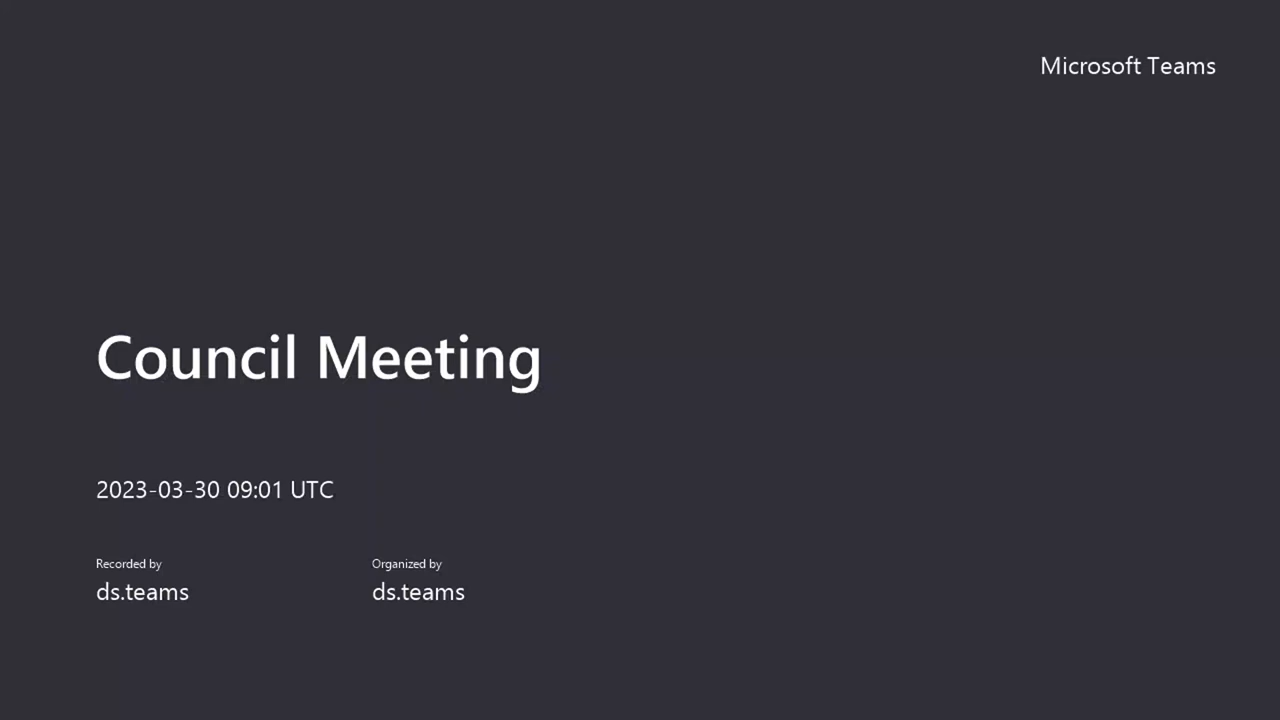 Microsoft Teams
Council Meeting
2023-03-30 09:01 UTC
Recorded by
ds.teams
Organized by
ds.teams